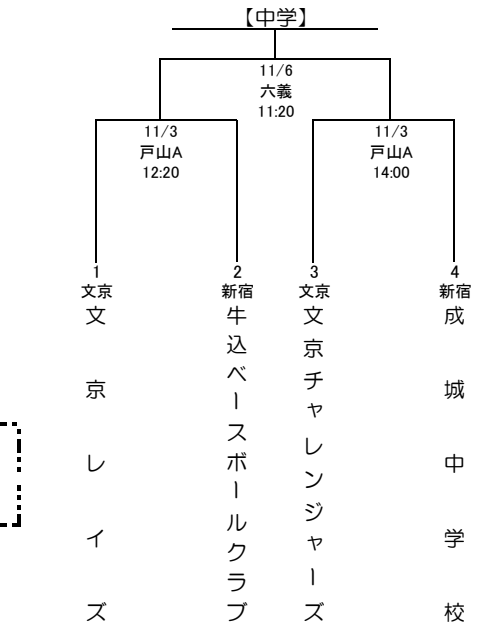 【中学】
11/6
六義
11:20
11/3
戸山A
12:20
11/3
戸山A
14:00
1
文京
文京レイズ
2
新宿
牛込ベースボールクラブ
3
文京
文京チャレンジャーズ
4
新宿
成城中学校